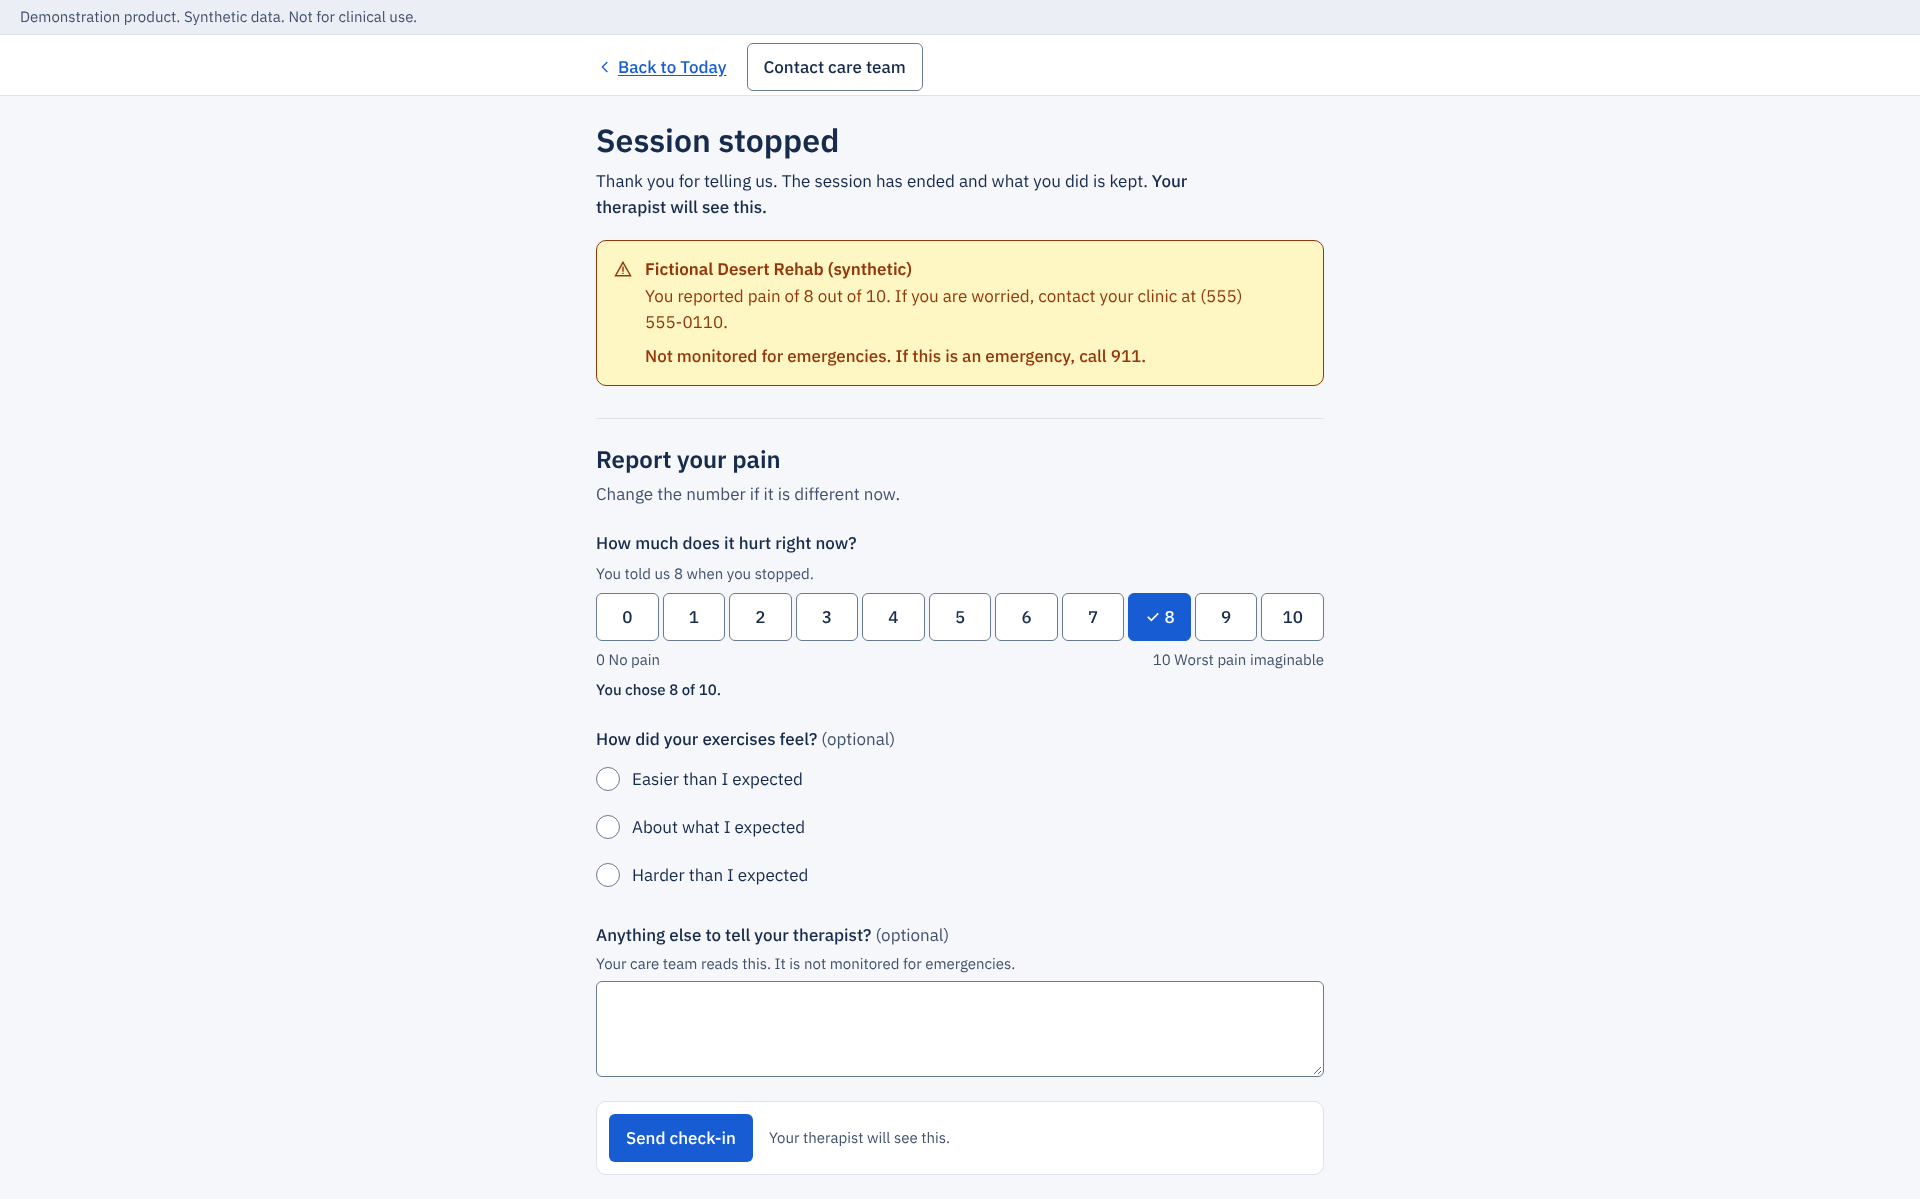 Demonstration product. Synthetic data. Not for clinical use.
Back to Today
Contact care team
Session stopped
Thank you for telling us. The session has ended and what you did is kept. Your
therapist will see this.
Fictional Desert Rehab (synthetic)
You reported pain of 8 out of 10. If you are worried, contact your clinic at (555)
555-0110.
Not monitored for emergencies. If this is an emergency, call 911.
Report your pain
Change the number if it is different now.
How much does it hurt right now?
You told us 8 when you stopped.
0 1 2 3 4 5 6 7 8 9 10
0 No pain 10 Worst pain imaginable
You chose 8 of 10.
How did your exercises feel? (optional)
Easier than I expected
About what I expected
Harder than I expected
Anything else to tell your therapist? (optional)
Your care team reads this. It is not monitored for emergencies.
Send check-in Your therapist will see this.